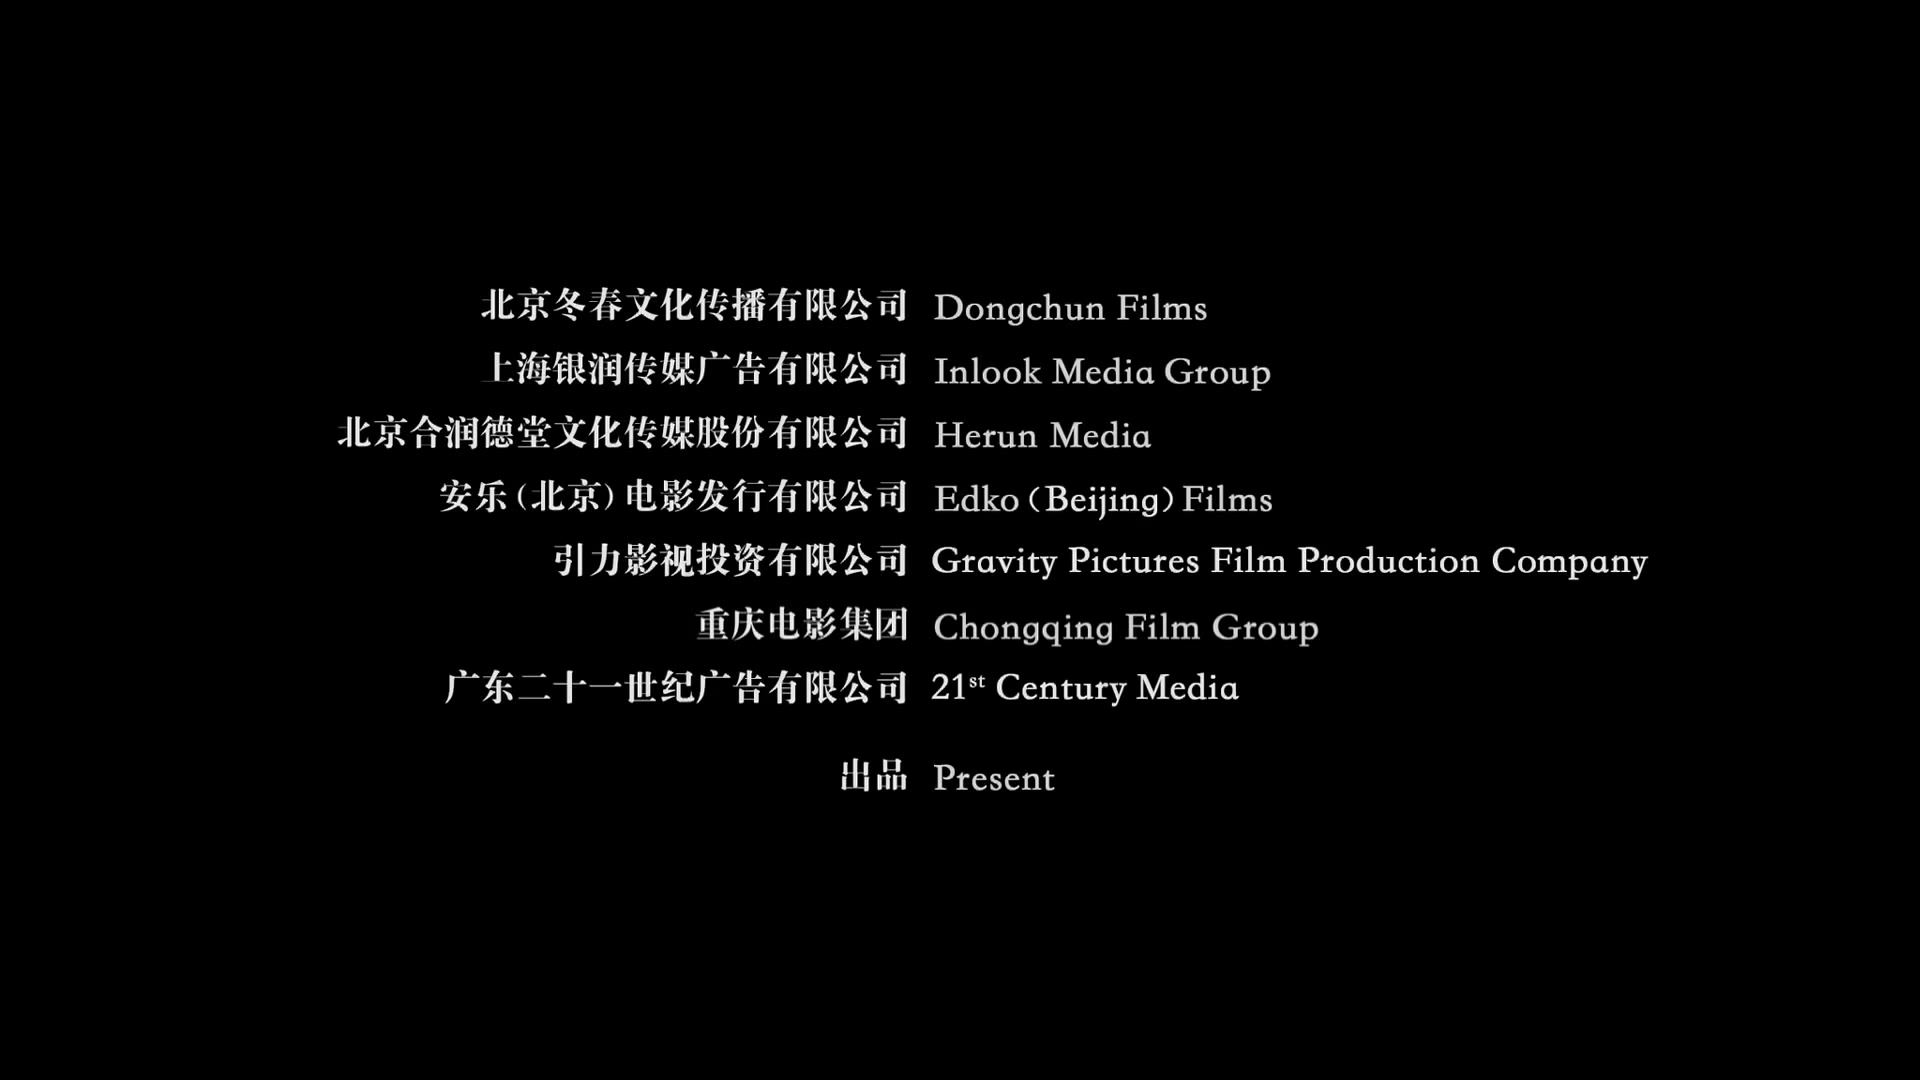 北京冬春文化传播有限公司 Dongchun Films
上海银润传媒广告有限公司 Inlook Media Group
北京合润德堂文化传媒股份有限公司 Herun Media
安乐(北京)电影发行有限公司 Edko (Beijing) Films
引力影视投资有限公司 Gravity Pictures Film Production Company
重庆电影集团 Chongqing Film Group
广东二十一世纪广告有限公司 21st Century Media
出品 Present